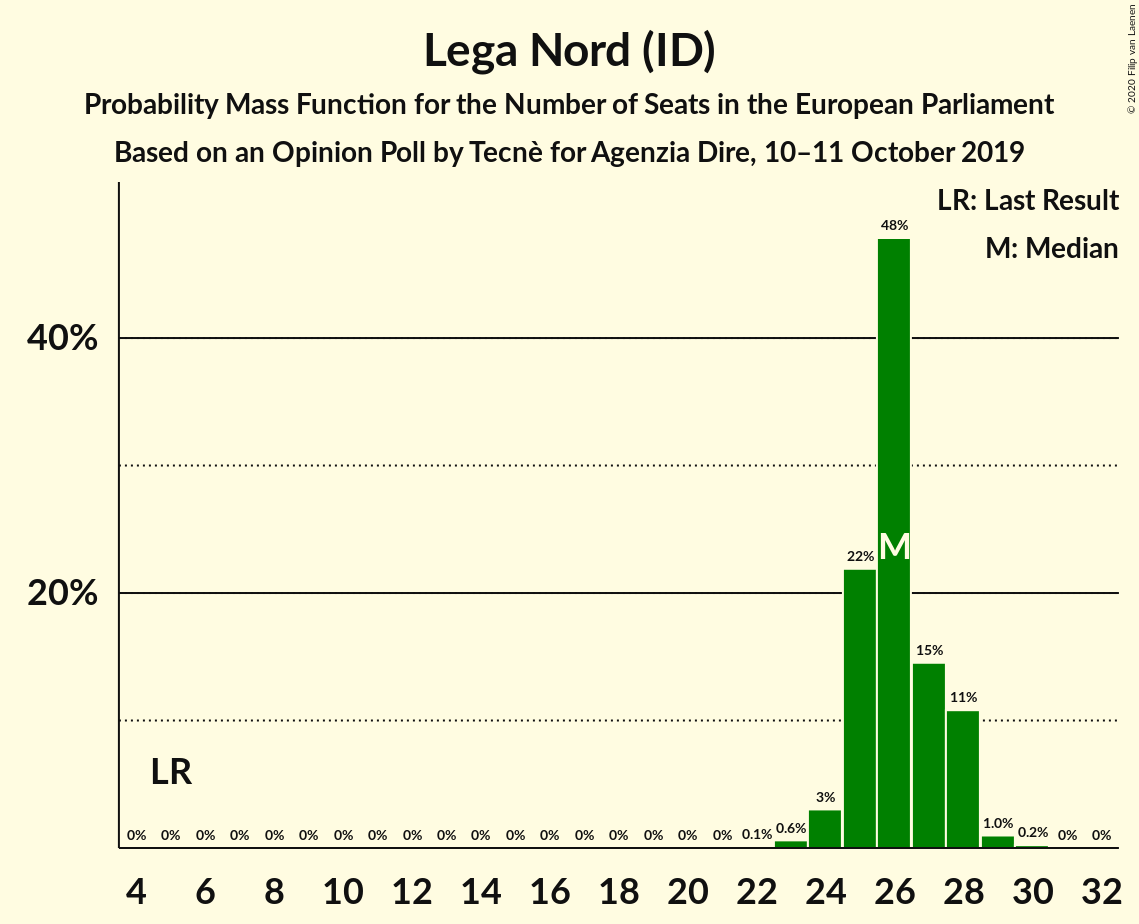 Lega Nord (ID)
Probability Mass Function for the Number of Seats in the European Parliament
Based on an Opinion Poll by Tecnè for Agenzia Dire, 10–11 October 2019
© 2020 Filip van Laenen
LR: Last Result
M: Median
48%
40%
M
22%
20%
15%
11%
LR
3%
0% 0% 0% 0% 0% 0% 0% 0% 0% 0% 0% 0% 0% 0% 0% 0% 0% 0% 0.1% 0.6% 1.0% 0.2% 0% 0%
4 6 8 10 12 14 16 18 20 22 24 26 28 30 32